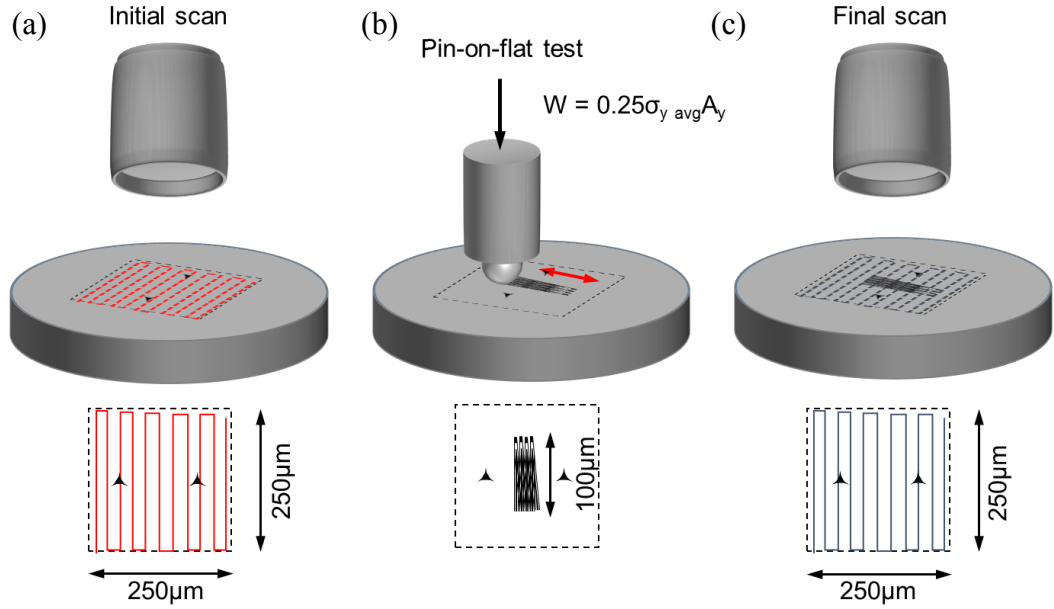 (a)
Initial scan
(b)
Pin-on-flat test
W = 0.25σy avgAy
(c)
Final scan
250μm
250μm
100μm
250μm
250μm